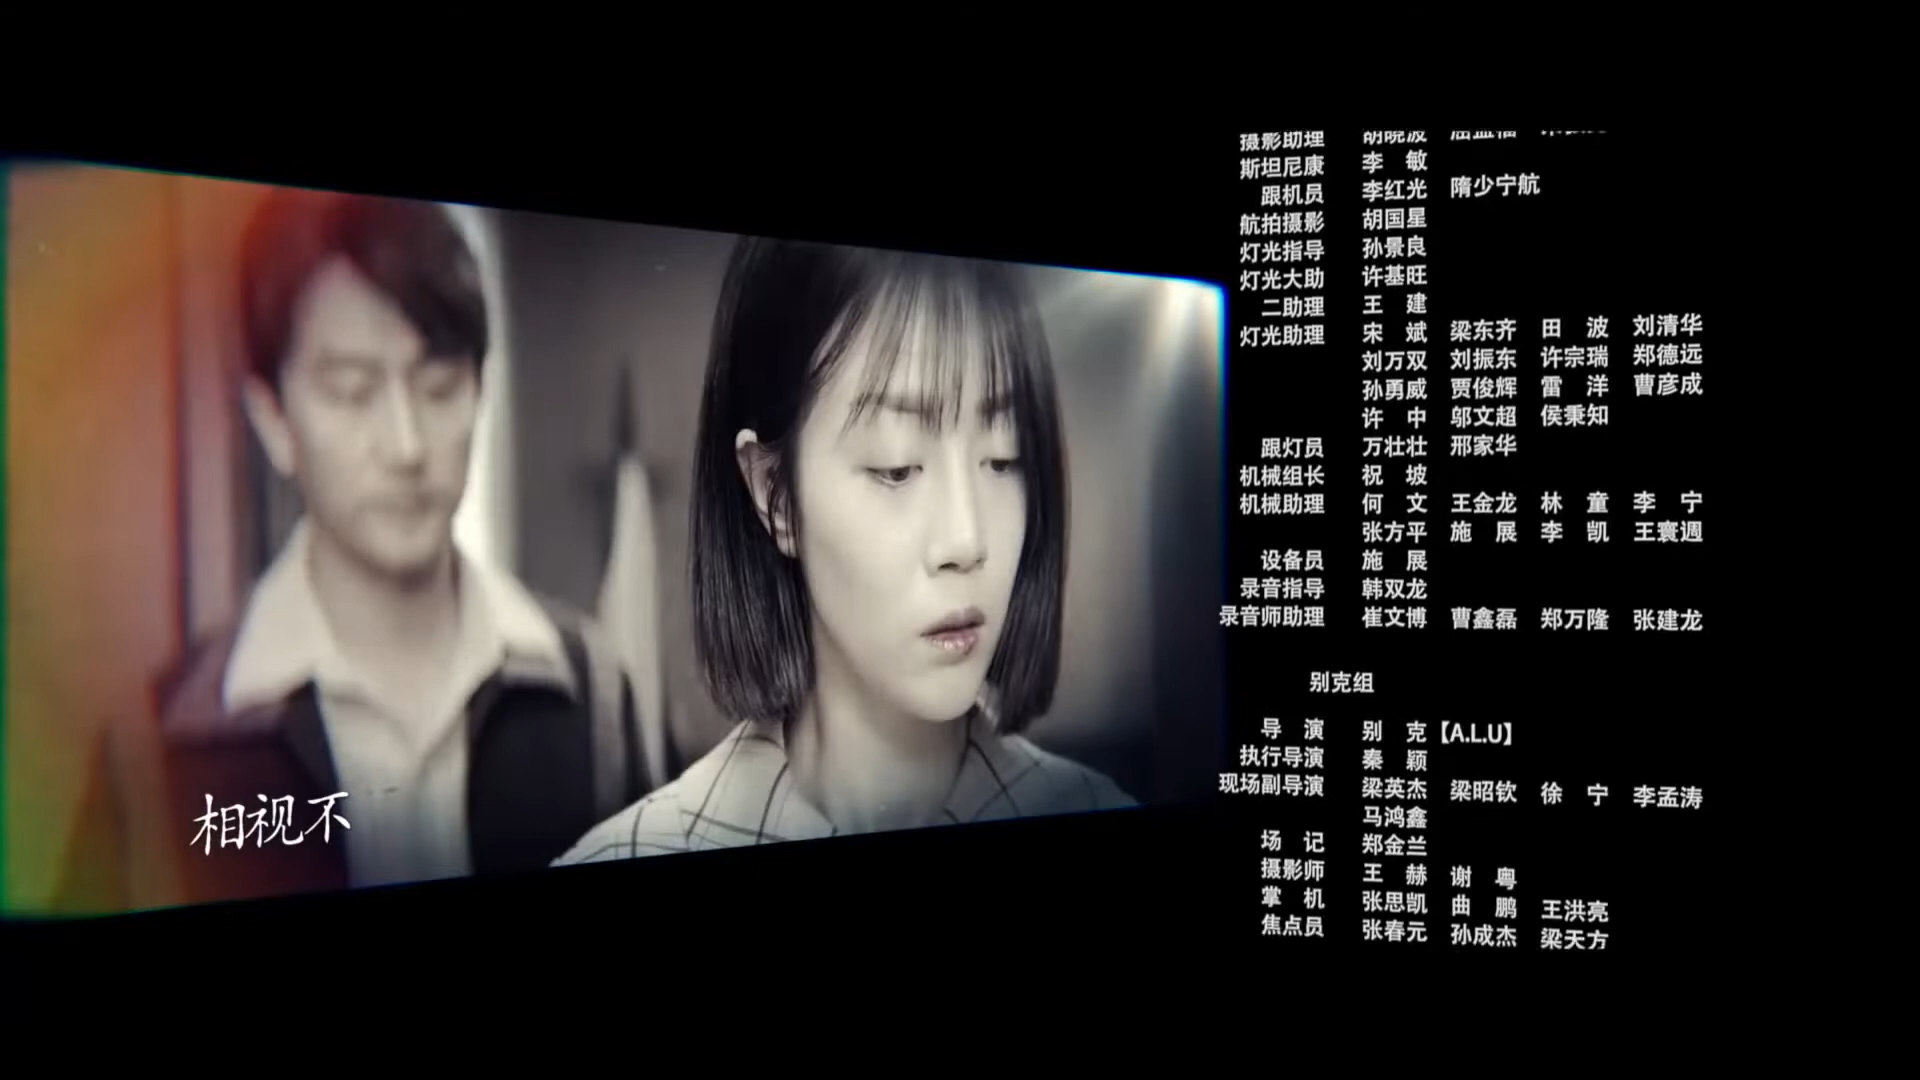 相视不
摄影助理 胡晓波
斯坦尼康 李 敏
跟机员 李红光 隋少宁航
航拍摄影 胡国星
灯光指导 孙景良
灯光大助 许基旺
二助理 王 建
灯光助理 宋 斌 梁东齐 田 波 刘清华
刘万双 刘振东 许宗瑞 郑德远
孙勇威 贾俊辉 雷 洋 曹彦成
许 中 邬文超 侯秉知
跟灯员 万壮壮 邢家华
机械组长 祝 坡
机械助理 何 文 王金龙 林 童 李 宁
张方平 施 展 李 凯 王寰週
设备员 施 展
录音指导 韩双龙
录音师助理 崔文博 曹鑫磊 郑万隆 张建龙
别克组
导 演 别 克【A.L.U】
执行导演 秦 颖
现场副导演 梁英杰 梁昭钦 徐 宁 李孟涛
马鸿鑫
场 记 郑金兰
摄影师 王 赫 谢 粤
掌 机 张思凯 曲 鹏 王洪亮
焦点员 张春元 孙成杰 梁天方